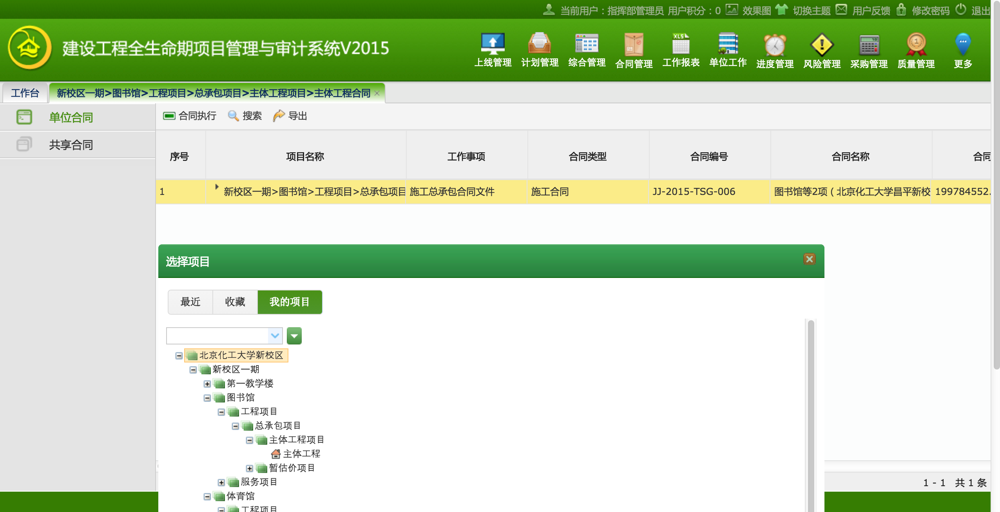 当前用户：指挥部管理员 用户积分：0 效果图 切换主题 用户反馈 修改密码 退出
建设工程全生命期项目管理与审计系统V2015
上线管理 计划管理 综合管理 合同管理 工作报表 单位工作 进度管理 风险管理 采购管理 质量管理 更多
工作台 新校区一期>图书馆>工程项目>总承包项目>主体工程项目>主体工程合同
单位合同
共享合同
合同执行 搜索 导出
序号 项目名称 工作事项 合同类型 合同编号 合同名称 合同
1 新校区一期>图书馆>工程项目>总承包项目 施工总承包合同文件 施工合同 JJ-2015-TSG-006 图书馆等2项（北京化工大学昌平新校 199784552.
选择项目
最近 收藏 我的项目
北京化工大学新校区
新校区一期
第一教学楼
图书馆
工程项目
总承包项目
主体工程项目
主体工程
暂估价项目
服务项目
体育馆
工程项目
1 - 1 共 1 条